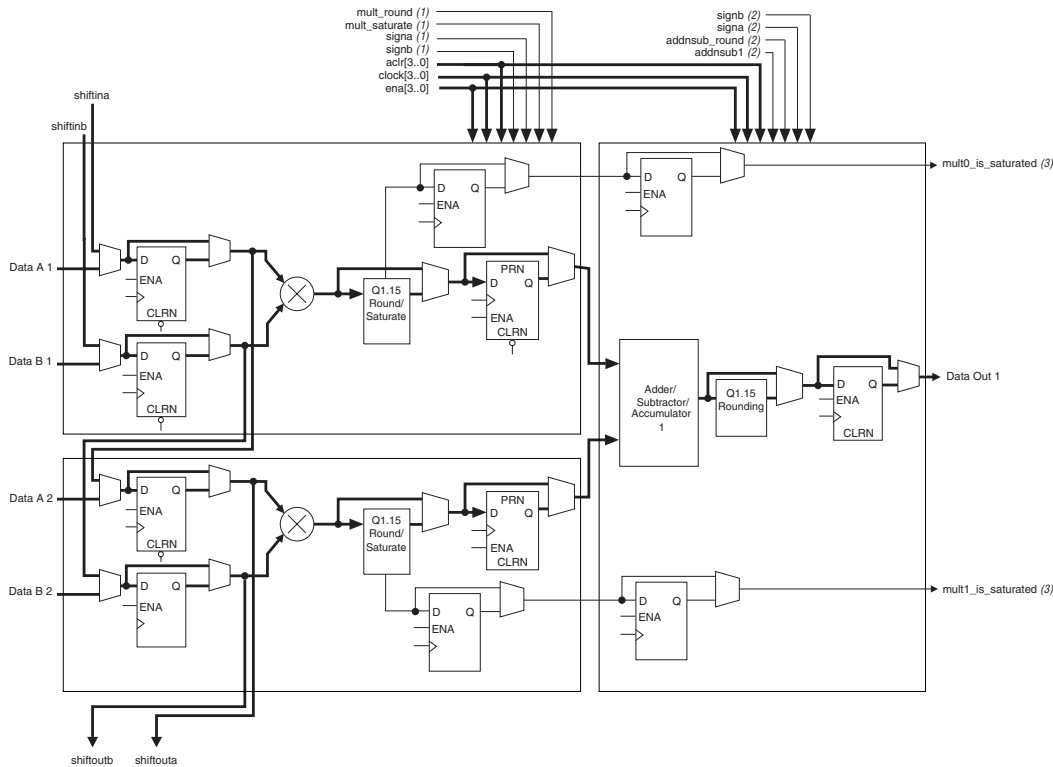 mult_round (1)
mult_saturate (1)
signa (1)
signb (1)
aclr[3..0]
clock[3..0]
ena[3..0]
signb (2)
signa (2)
addnsub_round (2)
addnsub1 (2)
shiftina
shiftinb
D Q
ENA
D Q
ENA
mult0_is_saturated (3)
Data A 1
D Q
ENA
CLRN
Q1.15
Round/
Saturate
PRN
D Q
ENA
CLRN
Data B 1
D Q
ENA
CLRN
Adder/
Subtractor/
Accumulator
1
Q1.15
Rounding
D Q
ENA
CLRN
Data Out 1
Data A 2
D Q
ENA
CLRN
Q1.15
Round/
Saturate
PRN
D Q
ENA
CLRN
Data B 2
D Q
ENA
D Q
ENA
D Q
ENA
mult1_is_saturated (3)
shiftoutb
shiftouta